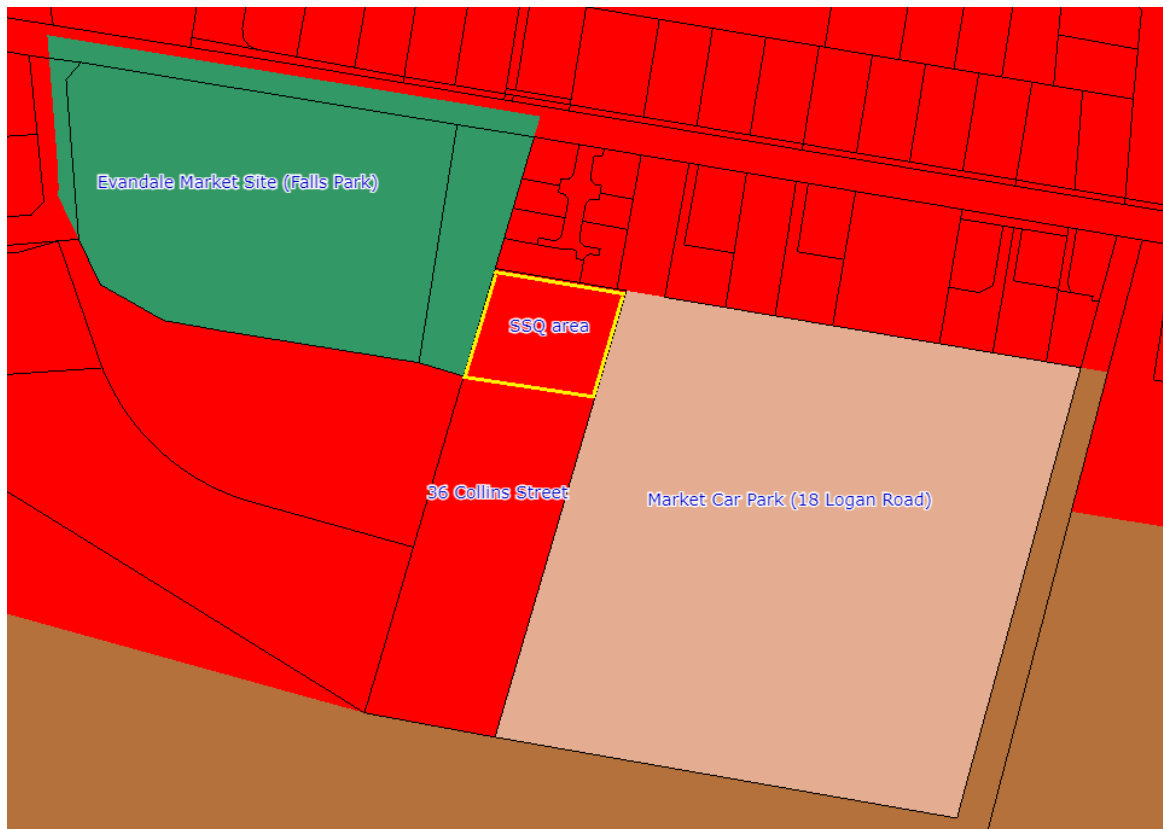 Evandale Market Site (Falls Park)
SSQ area
36 Collins Street
Market Car Park (18 Logan Road)